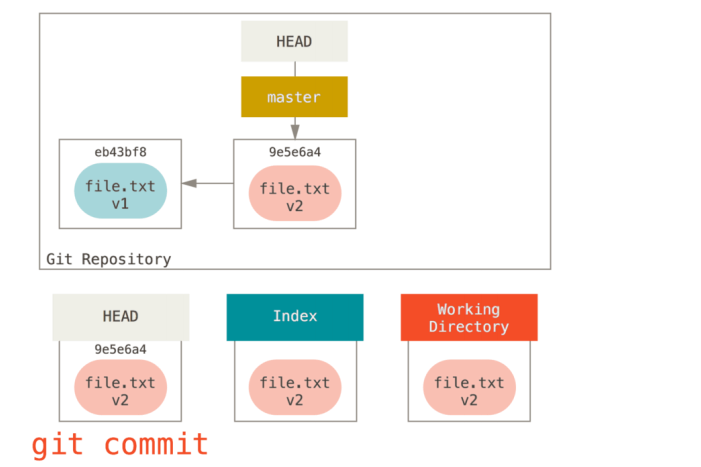 HEAD
master
eb43bf8
9e5e6a4
file.txt
v1
file.txt
v2
Git Repository
HEAD
Index
Working
Directory
9e5e6a4
file.txt
v2
file.txt
v2
file.txt
v2
git commit